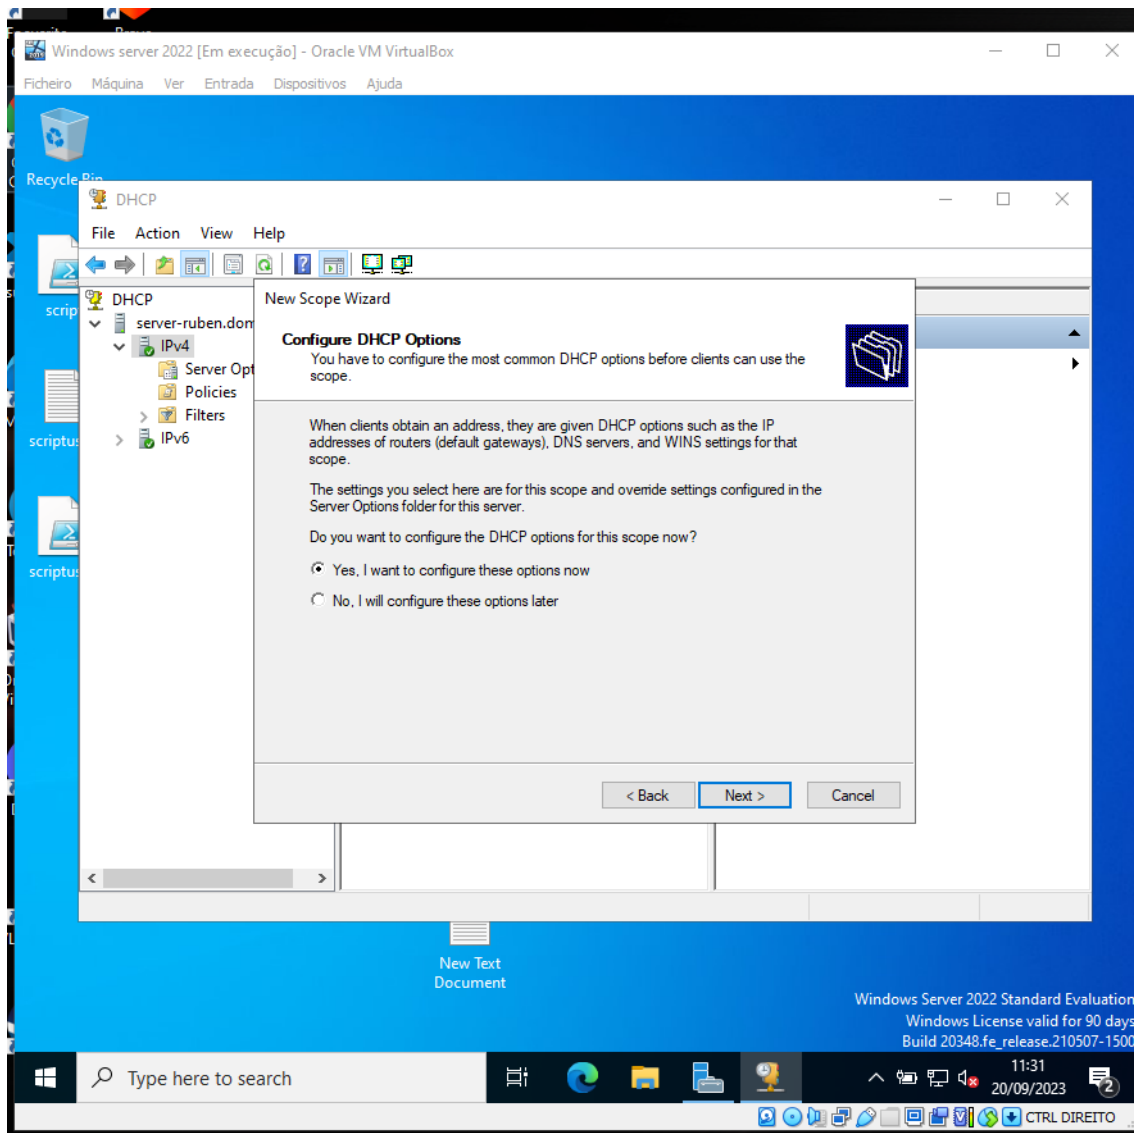 Windows server 2022 [Em execução] - Oracle VM VirtualBox
Ficheiro Máquina Ver Entrada Dispositivos Ajuda
Recycle Bin
DHCP
File Action View Help
DHCP
server-ruben.dom
IPv4
Server Opt
Policies
Filters
IPv6
New Scope Wizard
Configure DHCP Options
You have to configure the most common DHCP options before clients can use the
scope.
When clients obtain an address, they are given DHCP options such as the IP
addresses of routers (default gateways), DNS servers, and WINS settings for that
scope.
The settings you select here are for this scope and override settings configured in the
Server Options folder for this server.
Do you want to configure the DHCP options for this scope now?
Yes, I want to configure these options now
No, I will configure these options later
< Back Next > Cancel
scrip
scriptus
scriptus
New Text
Document
Windows Server 2022 Standard Evaluation
Windows License valid for 90 days
Build 20348.fe_release.210507-1500
Type here to search
11:31
20/09/2023
2
CTRL DIREITO